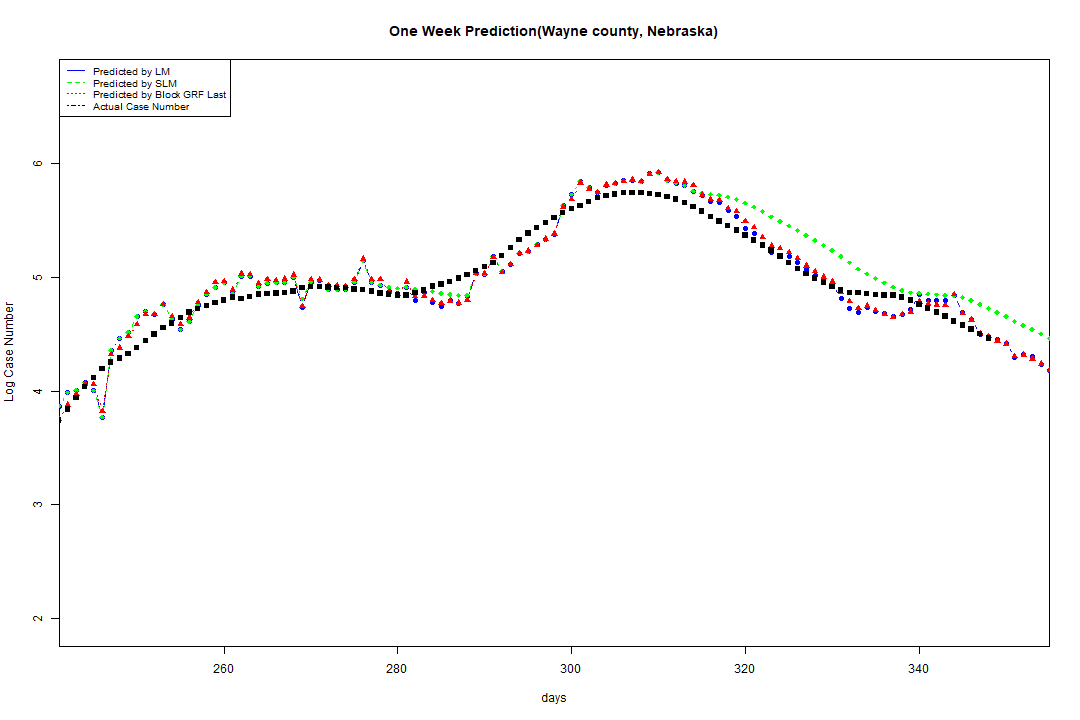 One Week Prediction(Wayne county, Nebraska)
Predicted by LM
Predicted by SLM
Predicted by Block GRF Last
Actual Case Number
6
5
4
3
2
Log Case Number
260 280 300 320 340
days